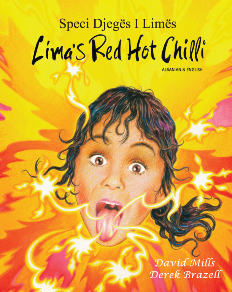 Speci Djegës I Limës
Lima's Red Hot Chilli
ALBANIAN & ENGLISH
David Mills
Derek Brazell